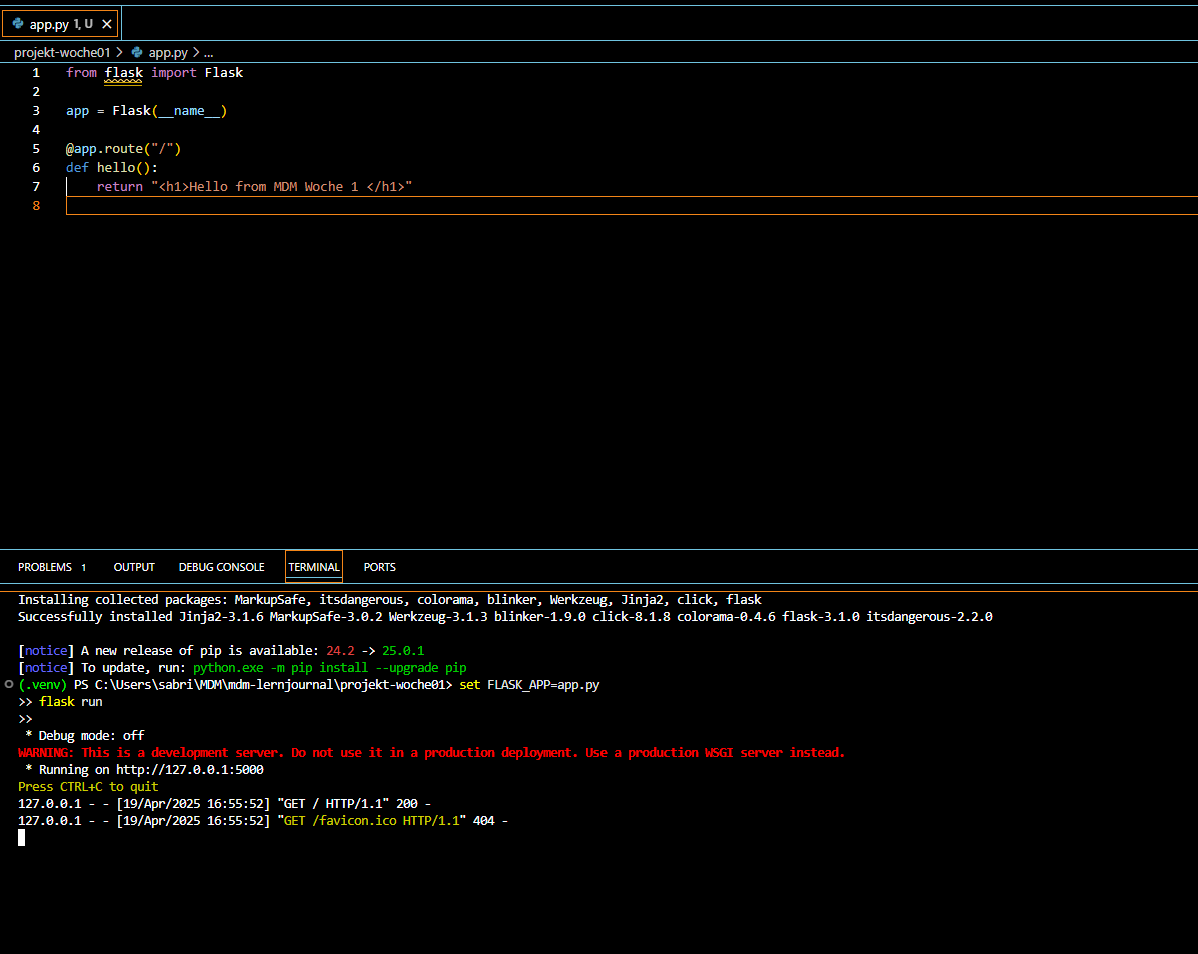 app.py 1, U
projekt-woche01 > app.py > ...
1 from flask import Flask
2
3 app = Flask(__name__)
4
5 @app.route("/")
6 def hello():
7     return "<h1>Hello from MDM Woche 1 </h1>"
8
PROBLEMS 1 OUTPUT DEBUG CONSOLE TERMINAL PORTS
Installing collected packages: MarkupSafe, itsdangerous, colorama, blinker, Werkzeug, Jinja2, click, flask
Successfully installed Jinja2-3.1.6 MarkupSafe-3.0.2 Werkzeug-3.1.3 blinker-1.9.0 click-8.1.8 colorama-0.4.6 flask-3.1.0 itsdangerous-2.2.0
[notice] A new release of pip is available: 24.2 -> 25.0.1
[notice] To update, run: python.exe -m pip install --upgrade pip
(.venv) PS C:\Users\sabri\MDM\mdm-lernjournal\projekt-woche01> set FLASK_APP=app.py
>> flask run
>>
 * Debug mode: off
WARNING: This is a development server. Do not use it in a production deployment. Use a production WSGI server instead.
 * Running on http://127.0.0.1:5000
Press CTRL+C to quit
127.0.0.1 - - [19/Apr/2025 16:55:52] "GET / HTTP/1.1" 200 -
127.0.0.1 - - [19/Apr/2025 16:55:52] "GET /favicon.ico HTTP/1.1" 404 -